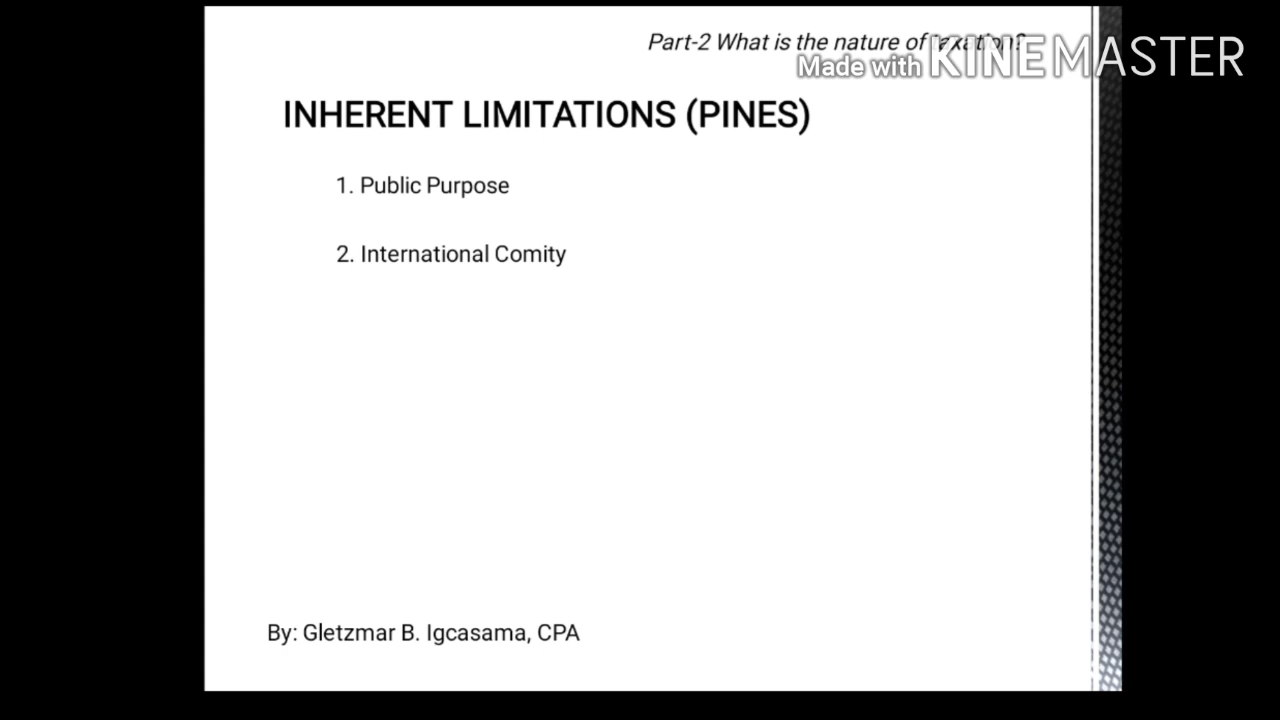 Part-2 What is the nature of taxation?
Made with KINEMASTER
INHERENT LIMITATIONS (PINES)
1. Public Purpose
2. International Comity
By: Gletzmar B. Igcasama, CPA